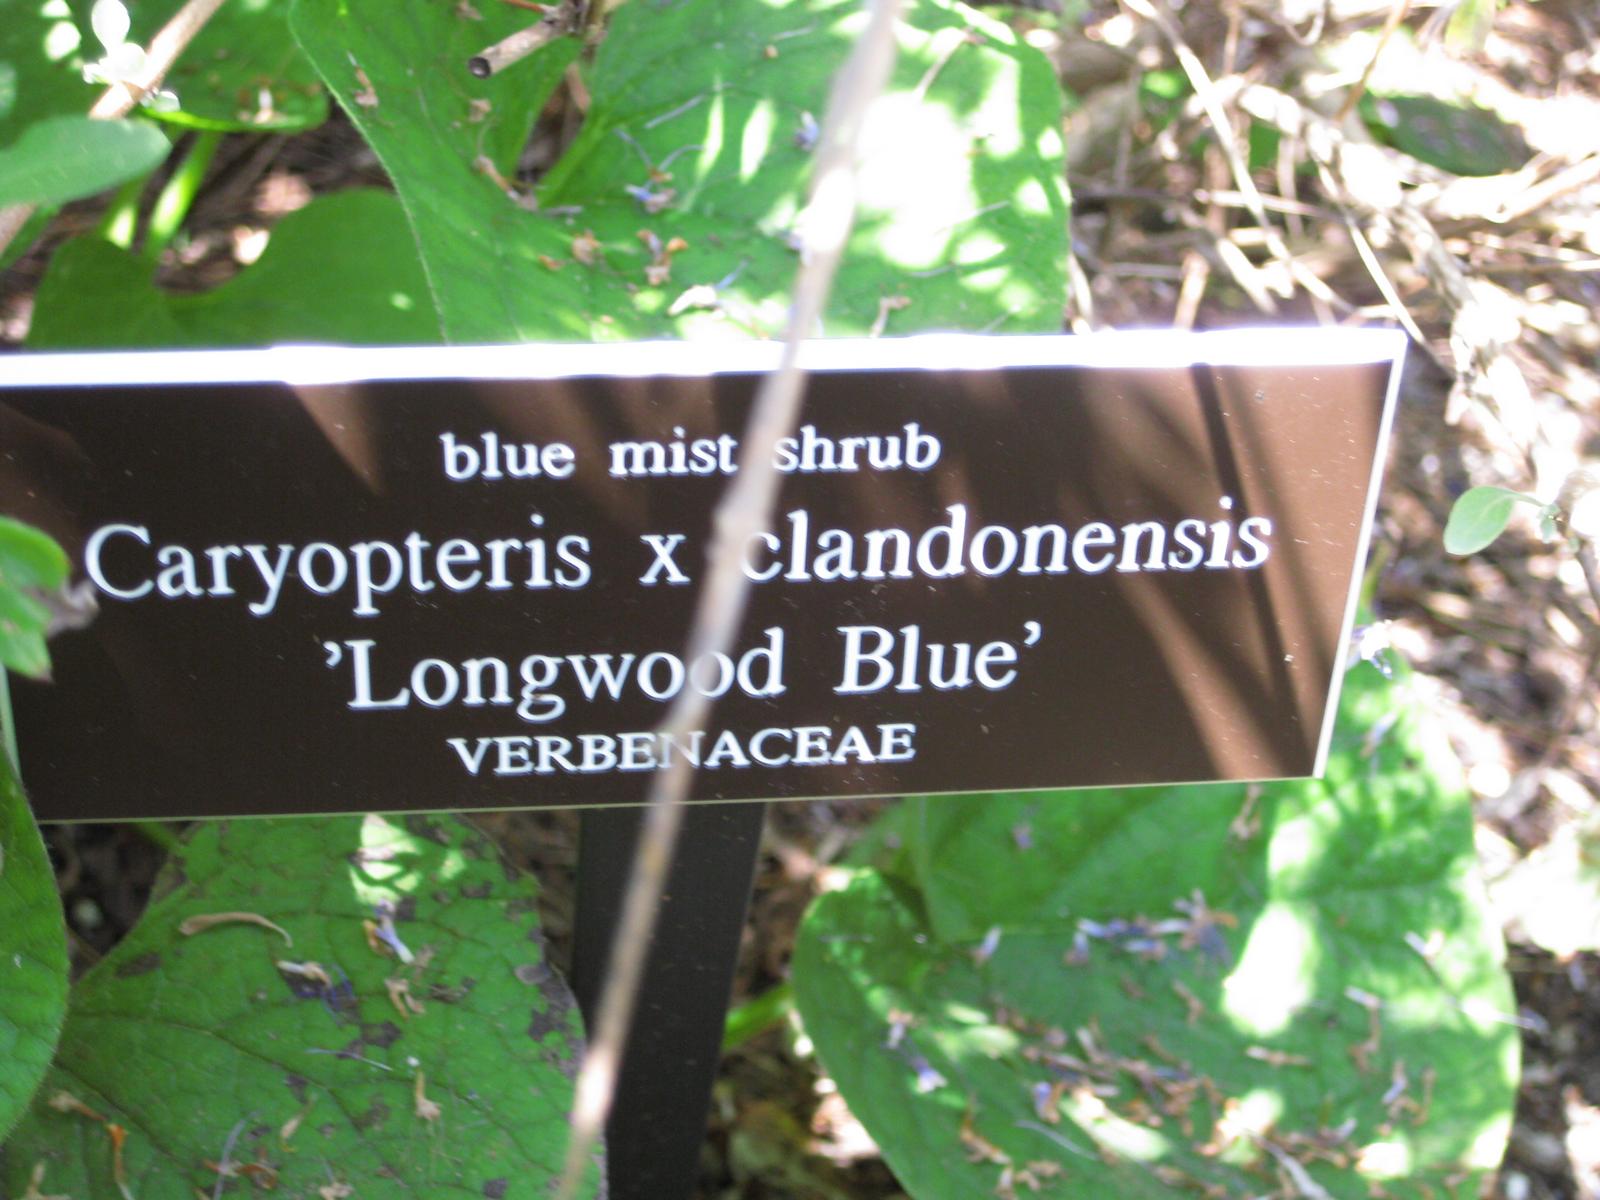 blue mist shrub
Caryopteris x clandonensis
’Longwood Blue’
VERBENACEAE